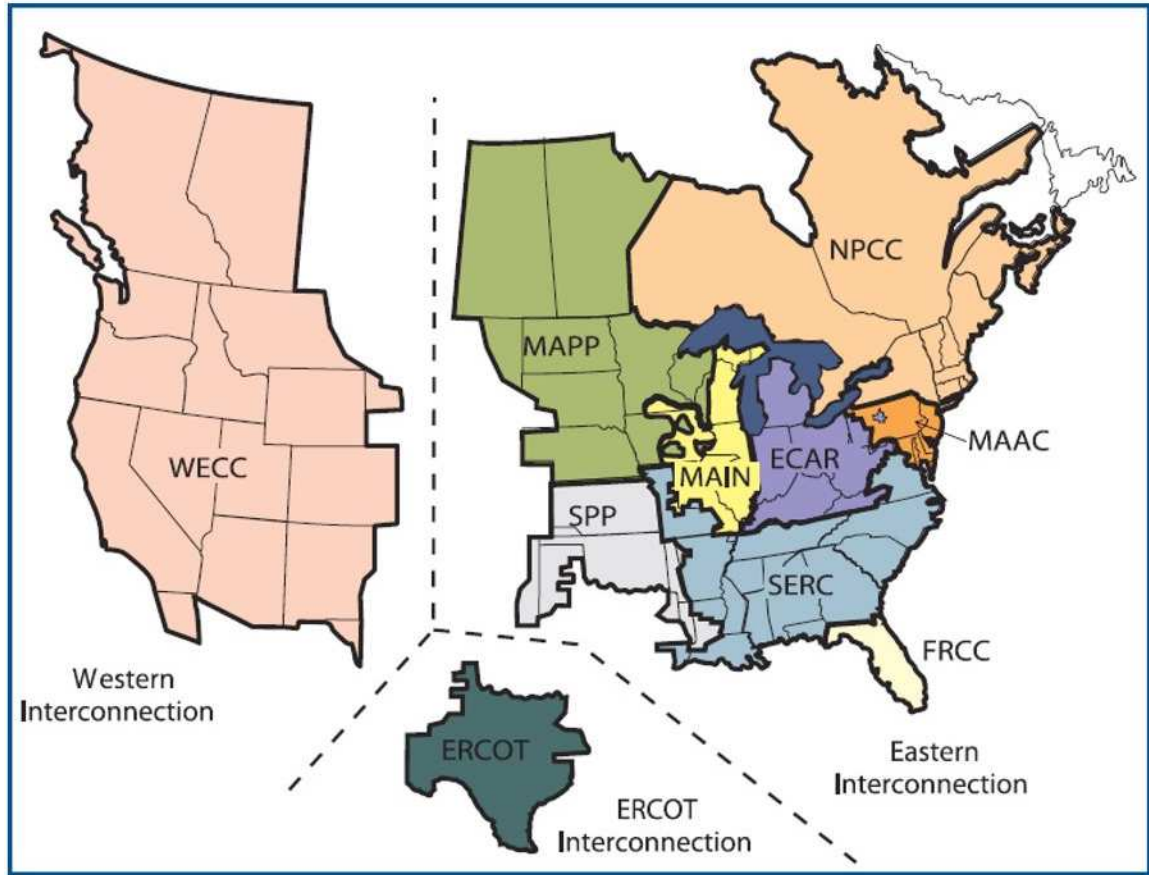 NPCC
MAPP
MAAC
WECC
MAIN
ECAR
SPP
SERC
FRCC
Western
Interconnection
ERCOT
Eastern
Interconnection
ERCOT
Interconnection